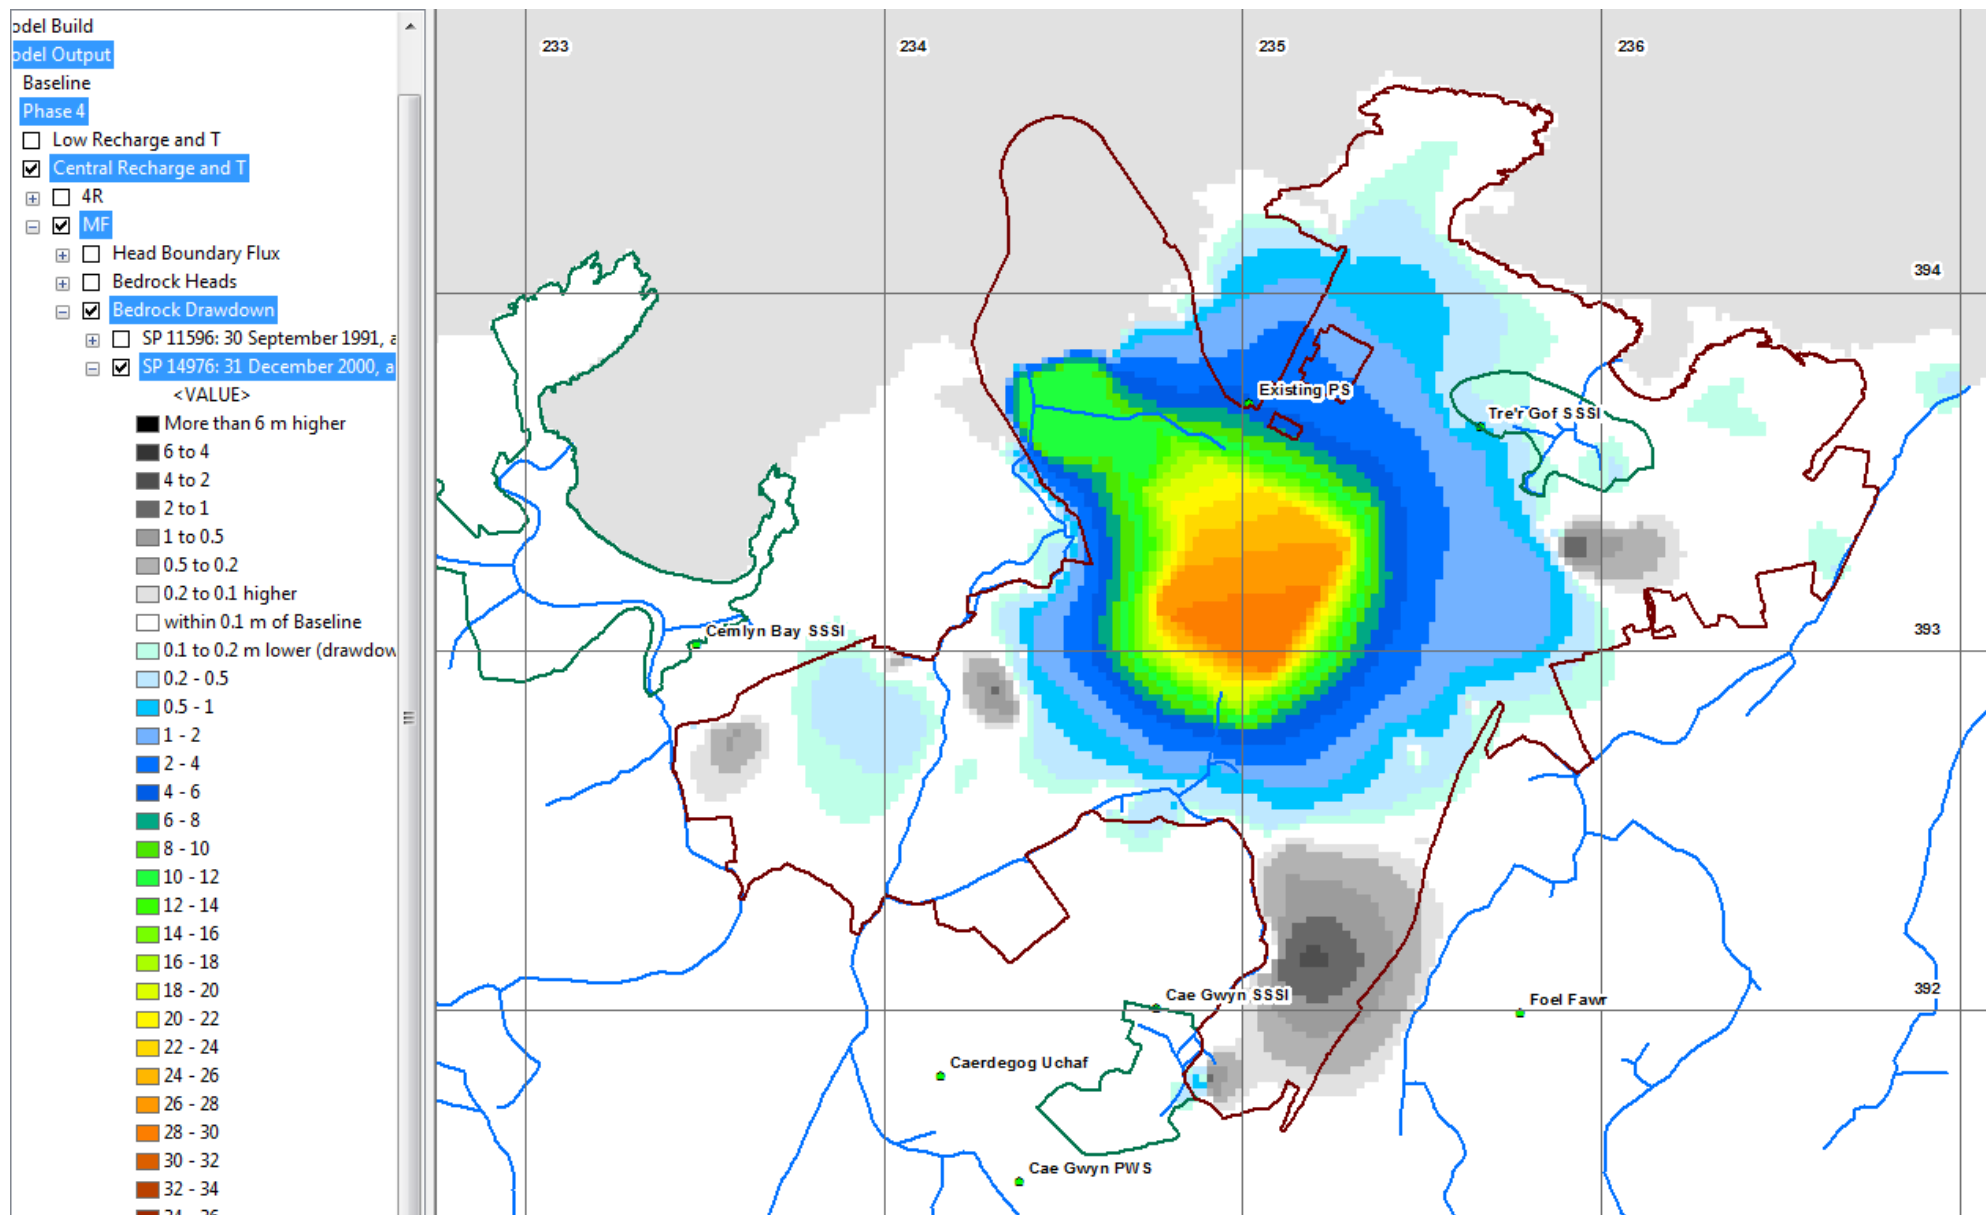 odel Build
odel Output
Baseline
Phase 4
Low Recharge and T
Central Recharge and T
4R
MF
Head Boundary Flux
Bedrock Heads
Bedrock Drawdown
SP 11596: 30 September 1991, a
SP 14976: 31 December 2000, a
<VALUE>
More than 6 m higher
6 to 4
4 to 2
2 to 1
1 to 0.5
0.5 to 0.2
0.2 to 0.1 higher
within 0.1 m of Baseline
0.1 to 0.2 m lower (drawdow
0.2 - 0.5
0.5 - 1
1 - 2
2 - 4
4 - 6
6 - 8
8 - 10
10 - 12
12 - 14
14 - 16
16 - 18
18 - 20
20 - 22
22 - 24
24 - 26
26 - 28
28 - 30
30 - 32
32 - 34
233
234
235
236
394
Existing PS
Tre'r Gof SSSI
Cemlyn Bay SSSI
393
Cae Gwyn SSSI
392
Foel Fawr
Caerdegog Uchaf
Cae Gwyn PWS